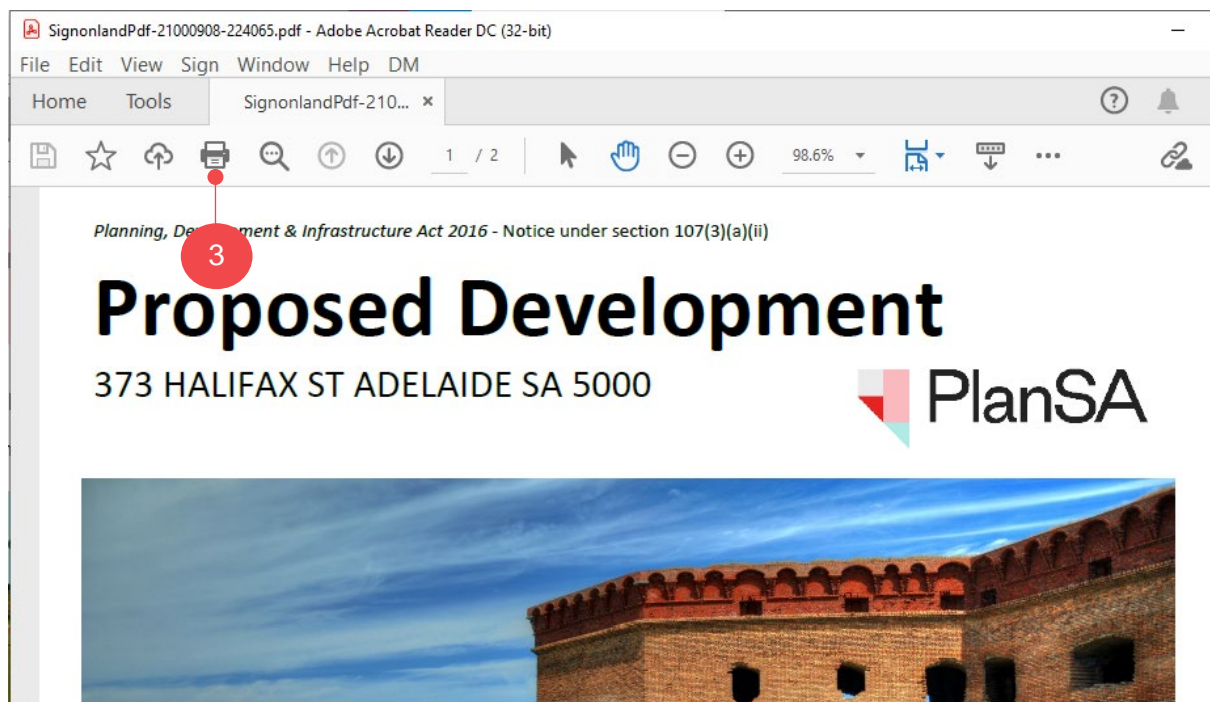 SignonlandPdf-21000908-224065.pdf - Adobe Acrobat Reader DC (32-bit)
File Edit View Sign Window Help DM
Home Tools SignonlandPdf-210... ×
1 / 2 98.6%
Planning, De ment & Infrastructure Act 2016 - Notice under section 107(3)(a)(ii)
3
Proposed Development
373 HALIFAX ST ADELAIDE SA 5000
PlanSA